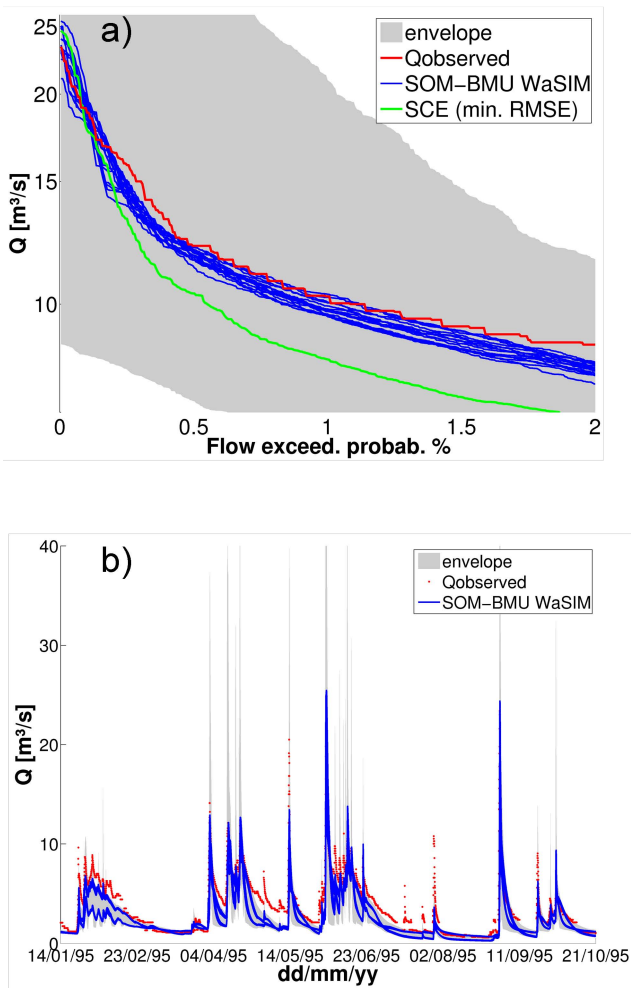 a)
25
20
15
10
Q [m³/s]
envelope
Qobserved
SOM-BMU WaSIM
SCE (min. RMSE)
0 0.5 1 1.5 2
Flow exceed. probab. %
b)
40
30
20
10
0
Q [m³/s]
envelope
Qobserved
SOM-BMU WaSIM
14/01/95 23/02/95 04/04/95 14/05/95 23/06/95 02/08/95 11/09/95 21/10/95
dd/mm/yy